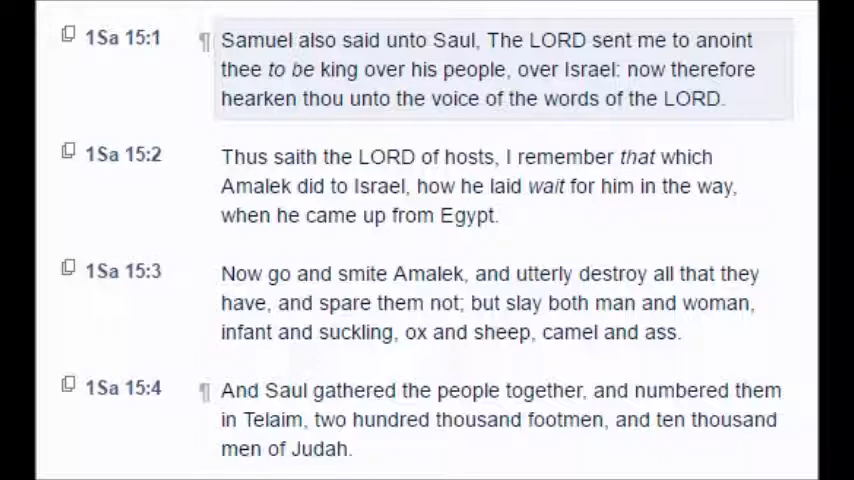 1Sa 15:1 ¶ Samuel also said unto Saul, The LORD sent me to anoint
thee to be king over his people, over Israel: now therefore
hearken thou unto the voice of the words of the LORD.
1Sa 15:2 Thus saith the LORD of hosts, I remember that which
Amalek did to Israel, how he laid wait for him in the way,
when he came up from Egypt.
1Sa 15:3 Now go and smite Amalek, and utterly destroy all that they
have, and spare them not; but slay both man and woman,
infant and suckling, ox and sheep, camel and ass.
1Sa 15:4 ¶ And Saul gathered the people together, and numbered them
in Telaim, two hundred thousand footmen, and ten thousand
men of Judah.